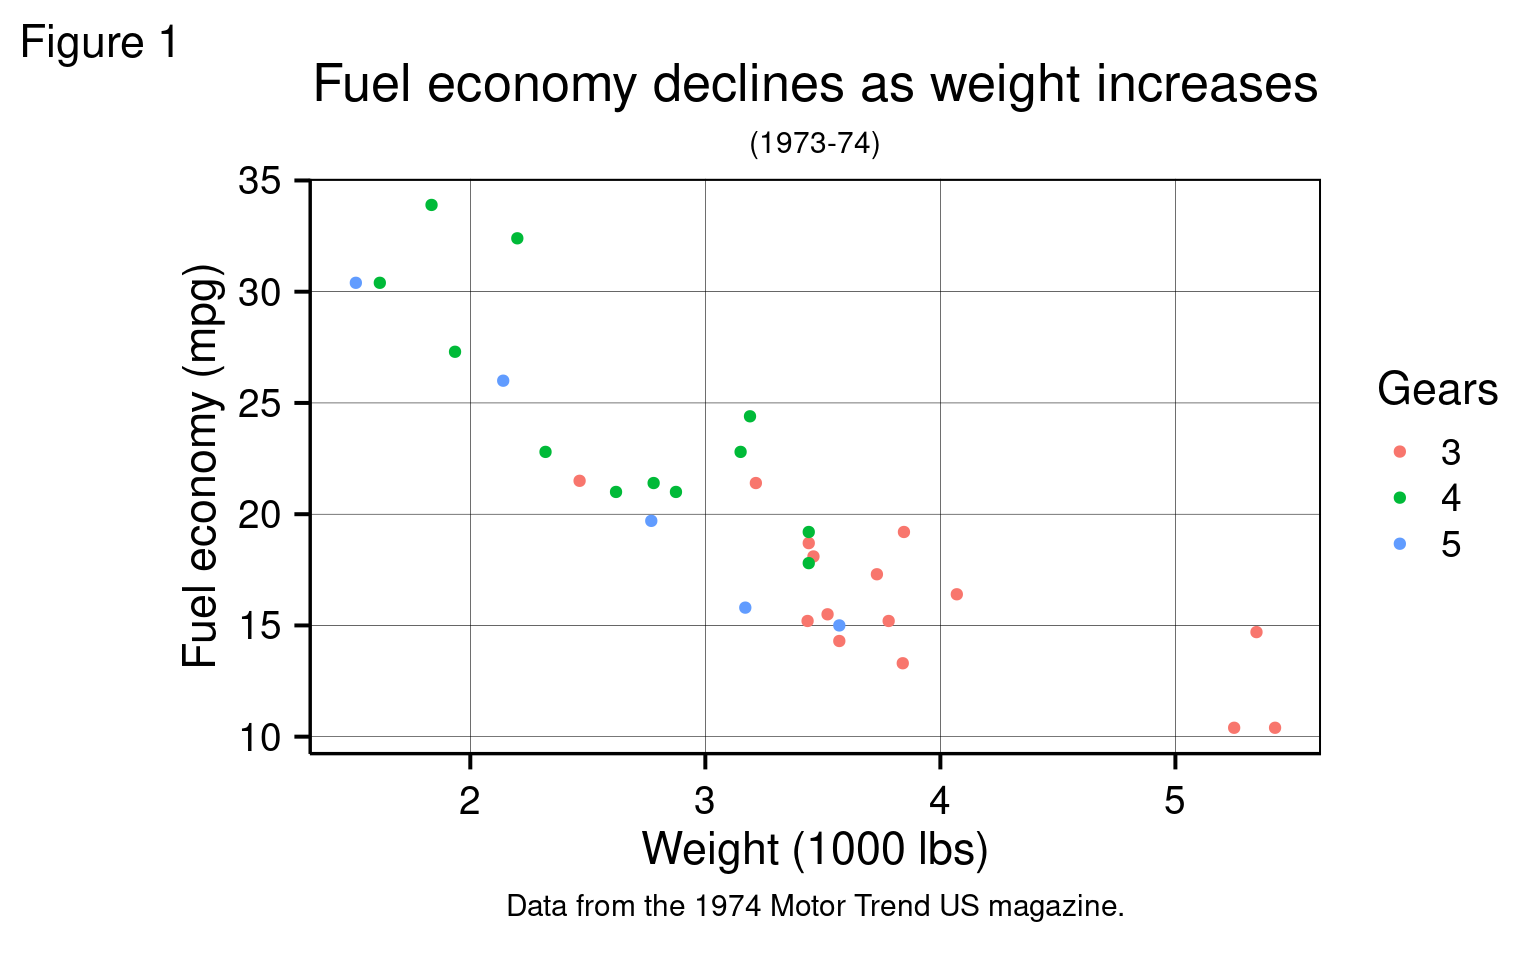 Figure 1
Fuel economy declines as weight increases
(1973-74)
Fuel economy (mpg)
35
30
25
20
15
10
2 3 4 5
Weight (1000 lbs)
Data from the 1974 Motor Trend US magazine.
Gears
3
4
5